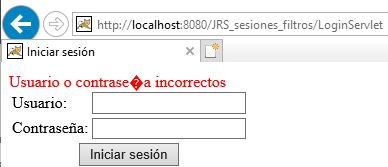 http://localhost:8080/JRS_sesiones_filtros/LoginServlet
Iniciar sesión
Usuario o contrase�a incorrectos
Usuario:
Contraseña:
Iniciar sesión